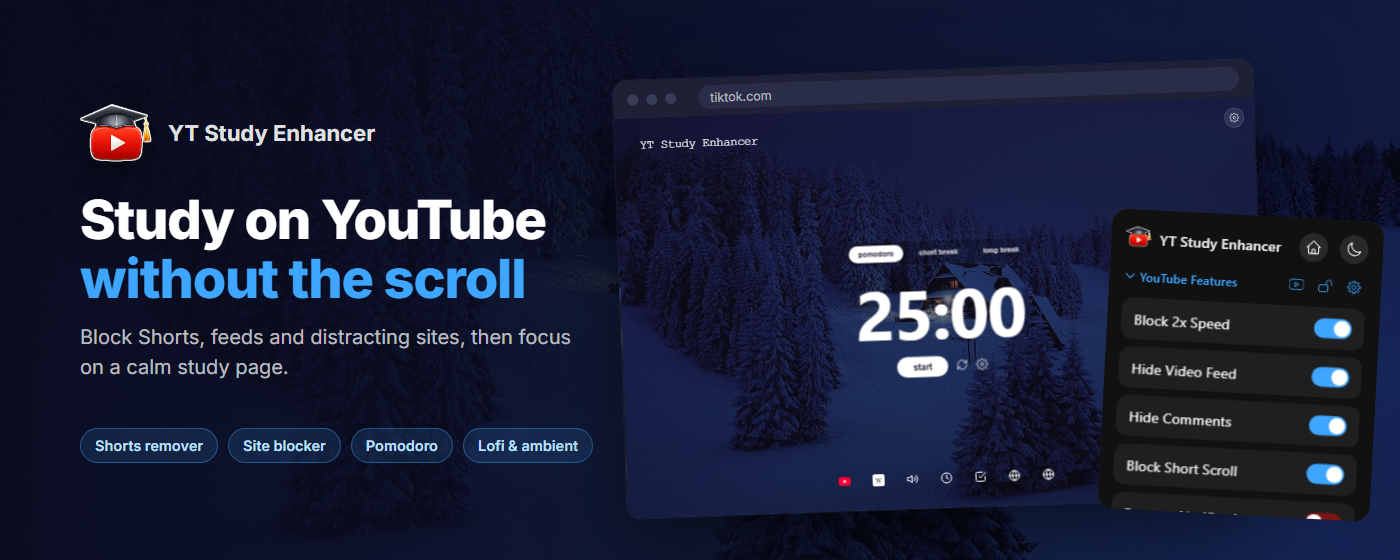 YT Study Enhancer
Study on YouTube
without the scroll
Block Shorts, feeds and distracting sites, then focus
on a calm study page.
Shorts remover
Site blocker
Pomodoro
Lofi & ambient
tiktok.com
YT Study Enhancer
pomodoro
short break
long break
25:00
start
YT Study Enhancer
YouTube Features
Block 2x Speed
Hide Video Feed
Hide Comments
Block Short Scroll